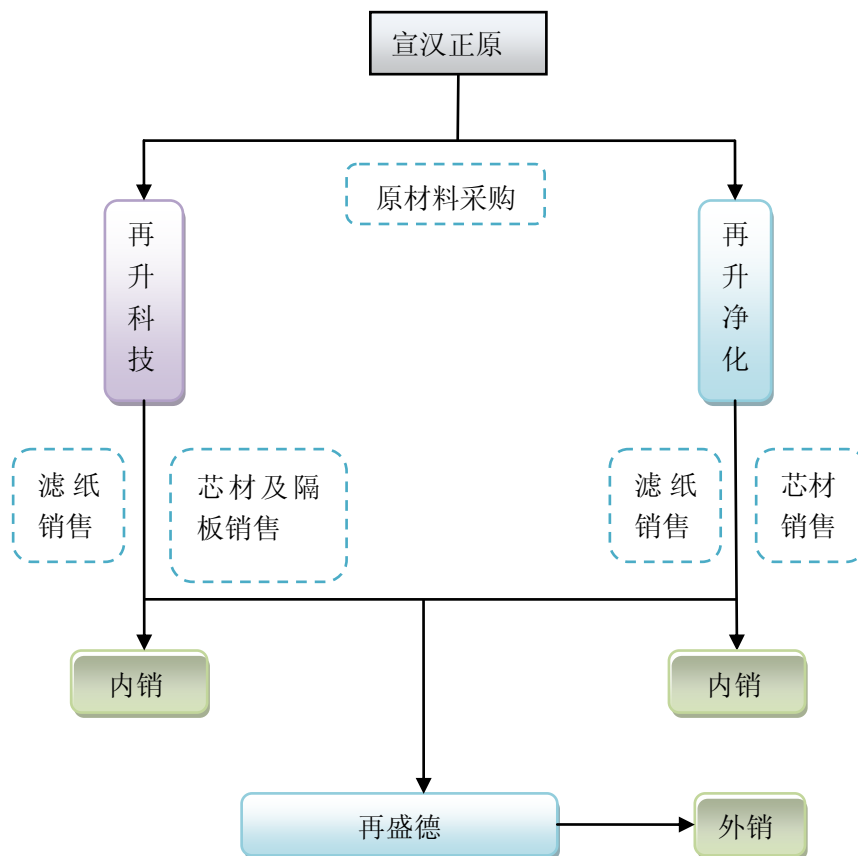 宣汉正原
原材料采购
再
升
科
技
再
升
净
化
滤纸
销售
芯材及隔
板销售
滤纸
销售
芯材
销售
内销
内销
再盛德
外销